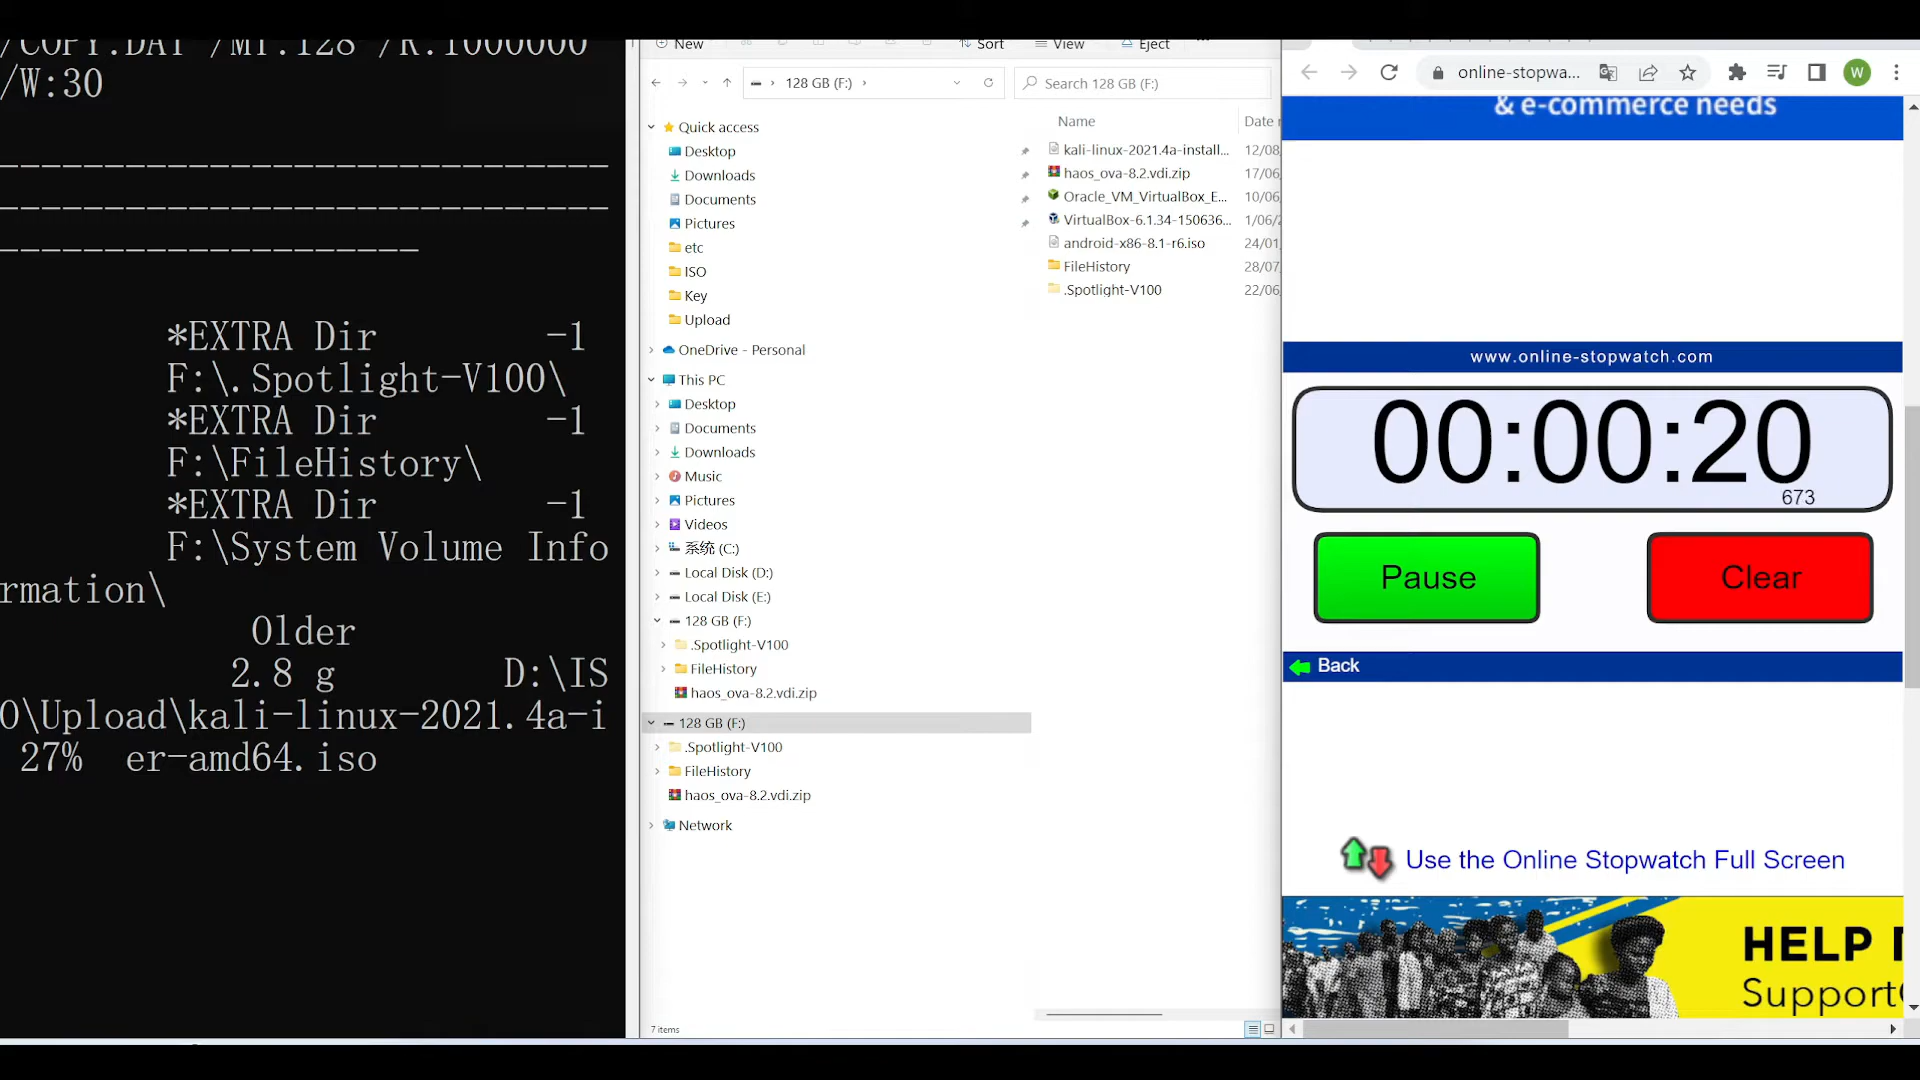 /COPY:DAT /MT:128 /R:1000000
/W:30
------------------------------
------------------------------
--------------------
*EXTRA Dir -1
F:\.Spotlight-V100\
*EXTRA Dir -1
F:\FileHistory\
*EXTRA Dir -1
F:\System Volume Info
rmation\
Older
2.8 g D:\IS
O\Upload\kali-linux-2021.4a-i
27% er-amd64.iso
New
Sort
View
Eject
128 GB (F:)
Search 128 GB (F:)
Quick access
Desktop
Downloads
Documents
Pictures
etc
ISO
Key
Upload
OneDrive - Personal
This PC
Desktop
Documents
Downloads
Music
Pictures
Videos
系统 (C:)
Local Disk (D:)
Local Disk (E:)
128 GB (F:)
.Spotlight-V100
FileHistory
haos_ova-8.2.vdi.zip
128 GB (F:)
.Spotlight-V100
FileHistory
haos_ova-8.2.vdi.zip
Network
7 items
Name Date
kali-linux-2021.4a-install... 12/08/
haos_ova-8.2.vdi.zip 17/06/
Oracle_VM_VirtualBox_E... 10/06/
VirtualBox-6.1.34-150636... 1/06/2
android-x86-8.1-r6.iso 24/01/
FileHistory 28/07/
.Spotlight-V100 22/06/
online-stopwa...
W
& e-commerce needs
www.online-stopwatch.com
00:00:20
673
Pause
Clear
Back
Use the Online Stopwatch Full Screen
HELP
Support